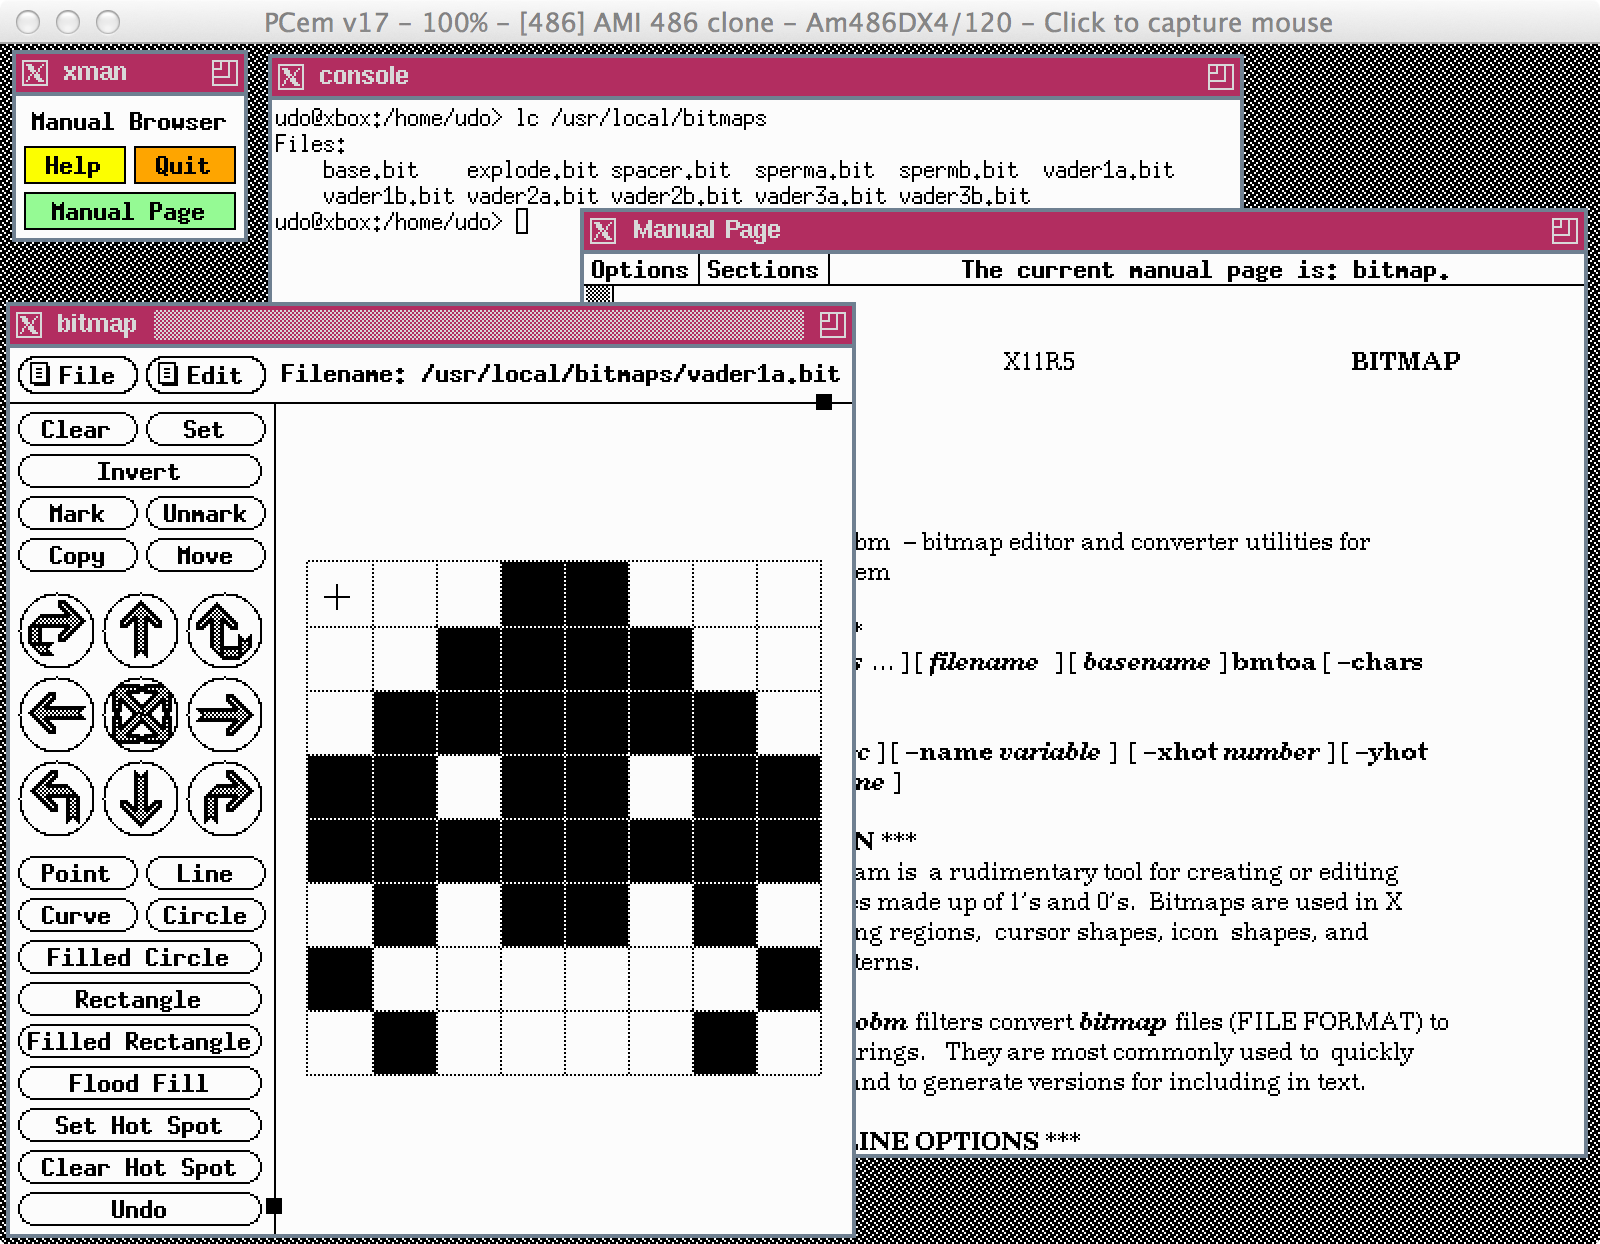 PCem v17 - 100% - [486] AMI 486 clone - Am486DX4/120 - Click to capture mouse
xman
Manual Browser
Help Quit
Manual Page
console
udo@xbox:/home/udo> lc /usr/local/bitmaps
Files:
base.bit explode.bit spacer.bit sperma.bit spermb.bit vader1a.bit
vader1b.bit vader2a.bit vader2b.bit vader3a.bit vader3b.bit
udo@xbox:/home/udo>
Manual Page
Options Sections The current manual page is: bitmap.
X11R5 BITMAP
bm – bitmap editor and converter utilities for
em
*
s ... ] [ filename ] [ basename ] bmtoa [ –chars
c ] [ –name variable ] [ –xhot number ] [ –yhot
me ]
N ***
am is a rudimentary tool for creating or editing
es made up of 1's and 0's. Bitmaps are used in X
ng regions, cursor shapes, icon shapes, and
terns.
obm filters convert bitmap files (FILE FORMAT) to
rings. They are most commonly used to quickly
nd to generate versions for including in text.
LINE OPTIONS ***
bitmap
File Edit Filename: /usr/local/bitmaps/vader1a.bit
Clear Set
Invert
Mark Unmark
Copy Move
Point Line
Curve Circle
Filled Circle
Rectangle
Filled Rectangle
Flood Fill
Set Hot Spot
Clear Hot Spot
Undo